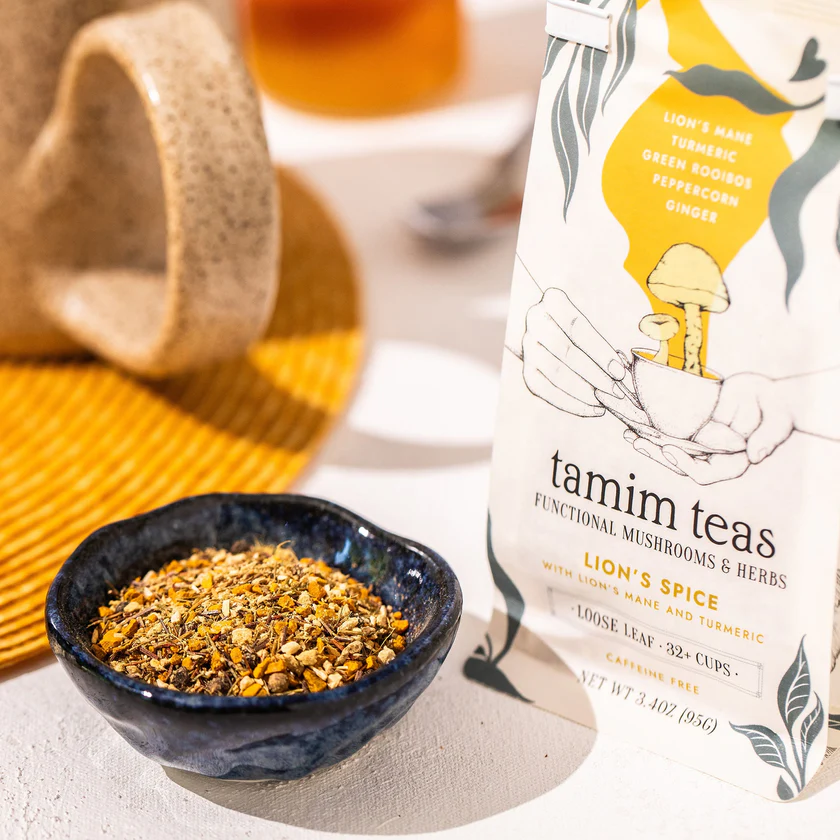 LION'S MANE
TURMERIC
GREEN ROOIBOS
PEPPERCORN
GINGER
tamim teas
FUNCTIONAL MUSHROOMS & HERBS
LION'S SPICE
WITH LION'S MANE AND TURMERIC
·LOOSE LEAF · 32+ CUPS·
CAFFEINE FREE
NET WT 3.4OZ (95G)